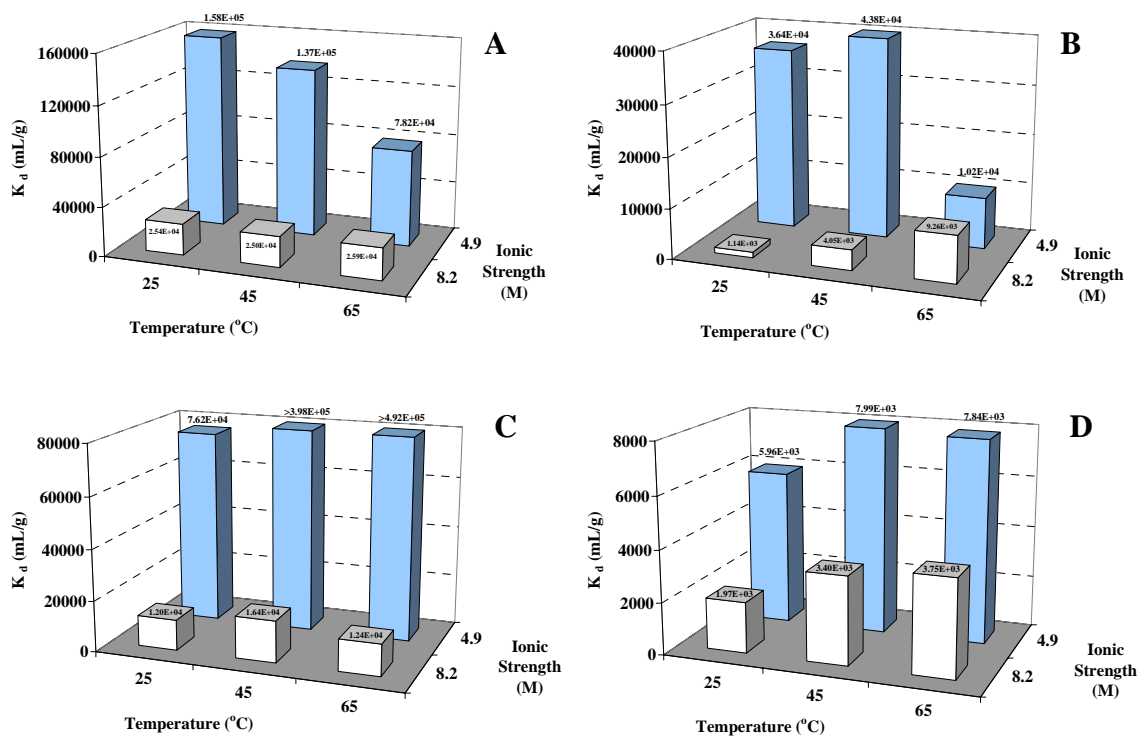 A
160000
120000
80000
40000
0
K d (mL/g)
1.58E+05
1.37E+05
7.82E+04
2.54E+04
2.50E+04
2.59E+04
25
45
65
Temperature (°C)
4.9
8.2
Ionic
Strength
(M)
B
40000
30000
20000
10000
0
K d (mL/g)
3.64E+04
4.38E+04
1.02E+04
1.14E+03
4.05E+03
9.26E+03
25
45
65
Temperature (°C)
4.9
8.2
Ionic
Strength
(M)
C
80000
60000
40000
20000
0
K d (mL/g)
7.62E+04
>3.98E+05
>4.92E+05
1.20E+04
1.64E+04
1.24E+04
25
45
65
Temperature (°C)
4.9
8.2
Ionic
Strength
(M)
D
8000
6000
4000
2000
0
K d (mL/g)
5.96E+03
7.99E+03
7.84E+03
1.97E+03
3.40E+03
3.75E+03
25
45
65
Temperature (°C)
4.9
8.2
Ionic
Strength
(M)